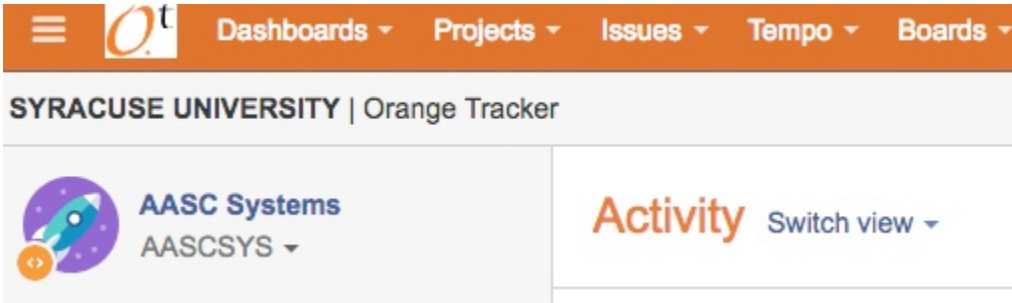 O.t Dashboards Projects Issues Tempo Boards
SYRACUSE UNIVERSITY | Orange Tracker
AASC Systems
AASCSYS
Activity Switch view